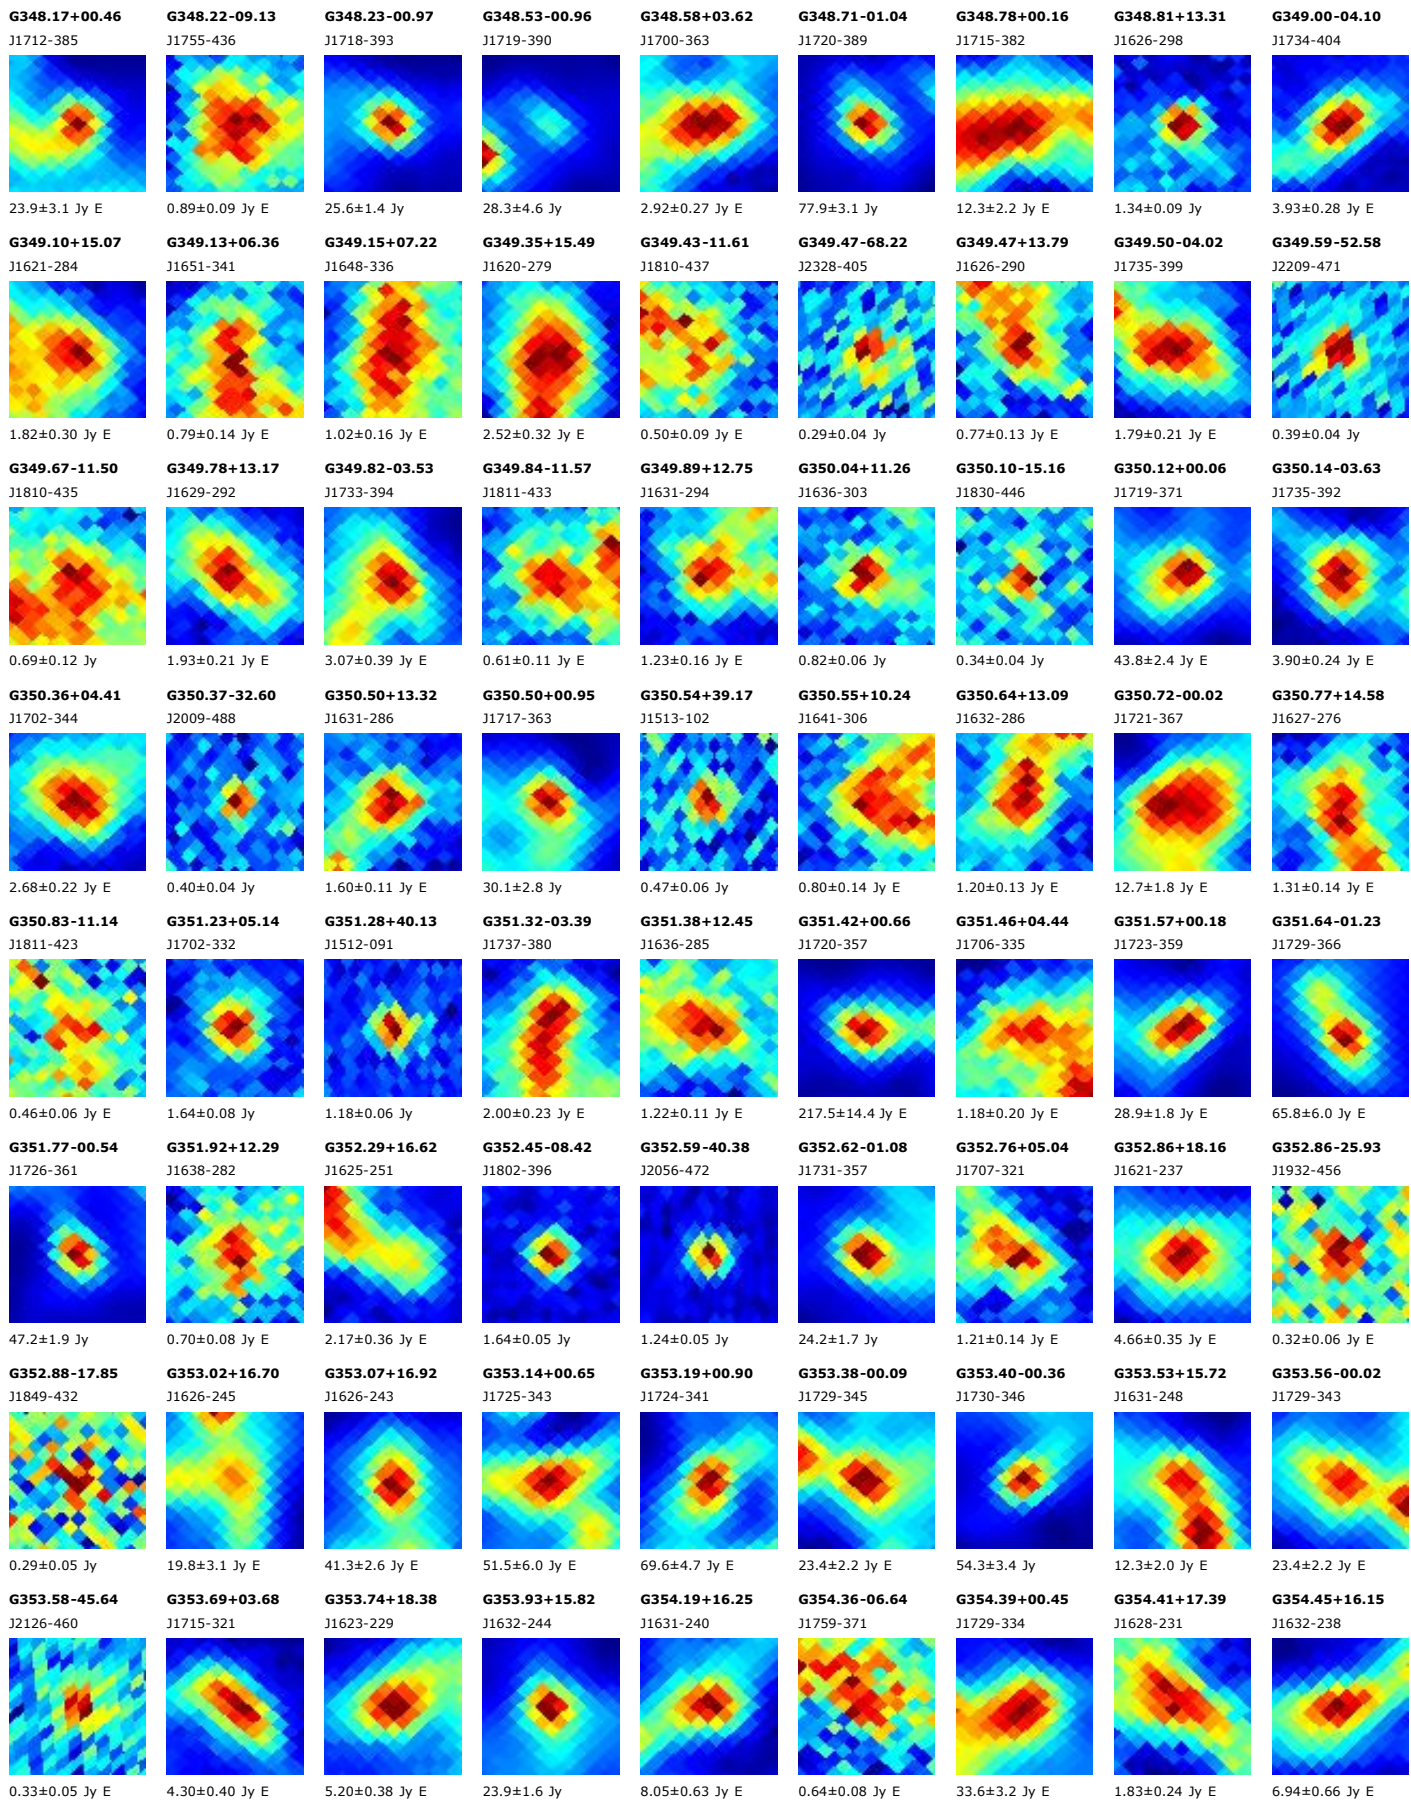 G348.17+00.46 G348.22-09.13 G348.23-00.97 G348.53-00.96 G348.58+03.62 G348.71-01.04 G348.78+00.16 G348.81+13.31 G349.00-04.10
J1712-385 J1755-436 J1718-393 J1719-390 J1700-363 J1720-389 J1715-382 J1626-298 J1734-404
23.9±3.1 Jy E 0.89±0.09 Jy E 25.6±1.4 Jy 28.3±4.6 Jy 2.92±0.27 Jy E 77.9±3.1 Jy 12.3±2.2 Jy E 1.34±0.09 Jy 3.93±0.28 Jy E
G349.10+15.07 G349.13+06.36 G349.15+07.22 G349.35+15.49 G349.43-11.61 G349.47-68.22 G349.47+13.79 G349.50-04.02 G349.59-52.58
J1621-284 J1651-341 J1648-336 J1620-279 J1810-437 J2328-405 J1626-290 J1735-399 J2209-471
1.82±0.30 Jy E 0.79±0.14 Jy E 1.02±0.16 Jy E 2.52±0.32 Jy E 0.50±0.09 Jy E 0.29±0.04 Jy 0.77±0.13 Jy E 1.79±0.21 Jy E 0.39±0.04 Jy
G349.67-11.50 G349.78+13.17 G349.82-03.53 G349.84-11.57 G349.89+12.75 G350.04+11.26 G350.10-15.16 G350.12+00.06 G350.14-03.63
J1810-435 J1629-292 J1733-394 J1811-433 J1631-294 J1636-303 J1830-446 J1719-371 J1735-392
0.69±0.12 Jy 1.93±0.21 Jy E 3.07±0.39 Jy E 0.61±0.11 Jy E 1.23±0.16 Jy E 0.82±0.06 Jy 0.34±0.04 Jy 43.8±2.4 Jy E 3.90±0.24 Jy E
G350.36+04.41 G350.37-32.60 G350.50+13.32 G350.50+00.95 G350.54+39.17 G350.55+10.24 G350.64+13.09 G350.72-00.02 G350.77+14.58
J1702-344 J2009-488 J1631-286 J1717-363 J1513-102 J1641-306 J1632-286 J1721-367 J1627-276
2.68±0.22 Jy E 0.40±0.04 Jy 1.60±0.11 Jy E 30.1±2.8 Jy 0.47±0.06 Jy 0.80±0.14 Jy E 1.20±0.13 Jy E 12.7±1.8 Jy E 1.31±0.14 Jy E
G350.83-11.14 G351.23+05.14 G351.28+40.13 G351.32-03.39 G351.38+12.45 G351.42+00.66 G351.46+04.44 G351.57+00.18 G351.64-01.23
J1811-423 J1702-332 J1512-091 J1737-380 J1636-285 J1720-357 J1706-335 J1723-359 J1729-366
0.46±0.06 Jy E 1.64±0.08 Jy 1.18±0.06 Jy 2.00±0.23 Jy E 1.22±0.11 Jy E 217.5±14.4 Jy E 1.18±0.20 Jy E 28.9±1.8 Jy E 65.8±6.0 Jy E
G351.77-00.54 G351.92+12.29 G352.29+16.62 G352.45-08.42 G352.59-40.38 G352.62-01.08 G352.76+05.04 G352.86+18.16 G352.86-25.93
J1726-361 J1638-282 J1625-251 J1802-396 J2056-472 J1731-357 J1707-321 J1621-237 J1932-456
47.2±1.9 Jy 0.70±0.08 Jy E 2.17±0.36 Jy E 1.64±0.05 Jy 1.24±0.05 Jy 24.2±1.7 Jy 1.21±0.14 Jy E 4.66±0.35 Jy E 0.32±0.06 Jy E
G352.88-17.85 G353.02+16.70 G353.07+16.92 G353.14+00.65 G353.19+00.90 G353.38-00.09 G353.40-00.36 G353.53+15.72 G353.56-00.02
J1849-432 J1626-245 J1626-243 J1725-343 J1724-341 J1729-345 J1730-346 J1631-248 J1729-343
0.29±0.05 Jy 19.8±3.1 Jy E 41.3±2.6 Jy E 51.5±6.0 Jy E 69.6±4.7 Jy E 23.4±2.2 Jy E 54.3±3.4 Jy 12.3±2.0 Jy E 23.4±2.2 Jy E
G353.58-45.64 G353.69+03.68 G353.74+18.38 G353.93+15.82 G354.19+16.25 G354.36-06.64 G354.39+00.45 G354.41+17.39 G354.45+16.15
J2126-460 J1715-321 J1623-229 J1632-244 J1631-240 J1759-371 J1729-334 J1628-231 J1632-238
0.33±0.05 Jy E 4.30±0.40 Jy E 5.20±0.38 Jy E 23.9±1.6 Jy 8.05±0.63 Jy E 0.64±0.08 Jy E 33.6±3.2 Jy E 1.83±0.24 Jy E 6.94±0.66 Jy E